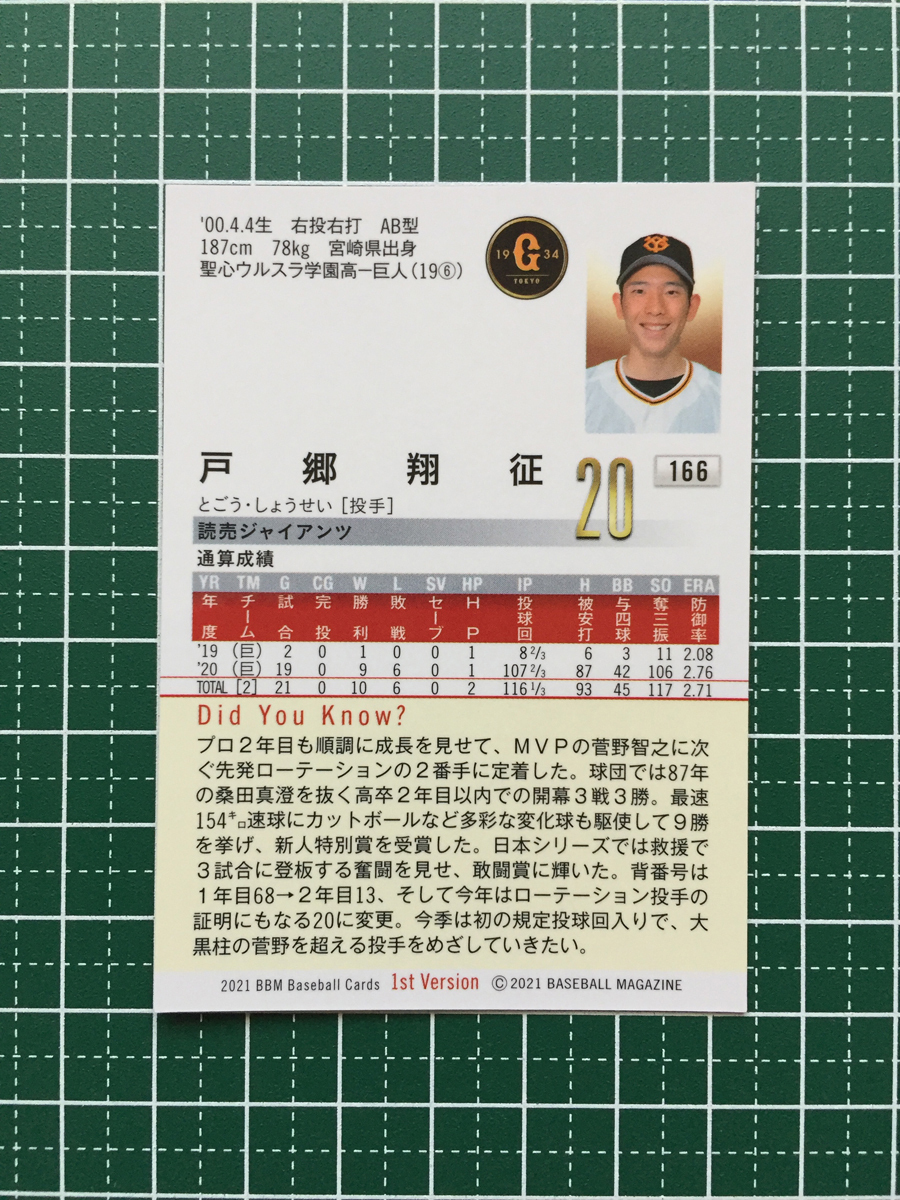 '00.4.4生 右投右打 AB型
187cm 78kg 宮崎県出身
聖心ウルスラ学園高―巨人(19⑥)
19 G 34
TOKYO
戸郷翔征
20
166
とごう・しょうせい[投手]
読売ジャイアンツ
通算成績
YR TM G CG W L SV HP IP H BB SO ERA
年度 チーム 試合 完投 勝利 敗戦 セーブ HP 投球回 被安打 与四球 奪三振 防御率
'19 (巨) 2 0 1 0 0 1 8 2/3 6 3 11 2.08
'20 (巨) 19 0 9 6 0 1 107 2/3 87 42 106 2.76
TOTAL [2] 21 0 10 6 0 2 116 1/3 93 45 117 2.71
Did You Know?
プロ2年目も順調に成長を見せて、MVPの菅野智之に次
ぐ先発ローテーションの2番手に定着した。球団では87年
の桑田真澄を抜く高卒2年目以内での開幕3戦3勝。最速
154㌔速球にカットボールなど多彩な変化球も駆使して9勝
を挙げ、新人特別賞を受賞した。日本シリーズでは救援で
3試合に登板する奮闘を見せ、敢闘賞に輝いた。背番号は
1年目68→2年目13、そして今年はローテーション投手の
証明にもなる20に変更。今季は初の規定投球回入りで、大
黒柱の菅野を超える投手をめざしていきたい。
2021 BBM Baseball Cards 1st Version ©2021 BASEBALL MAGAZINE